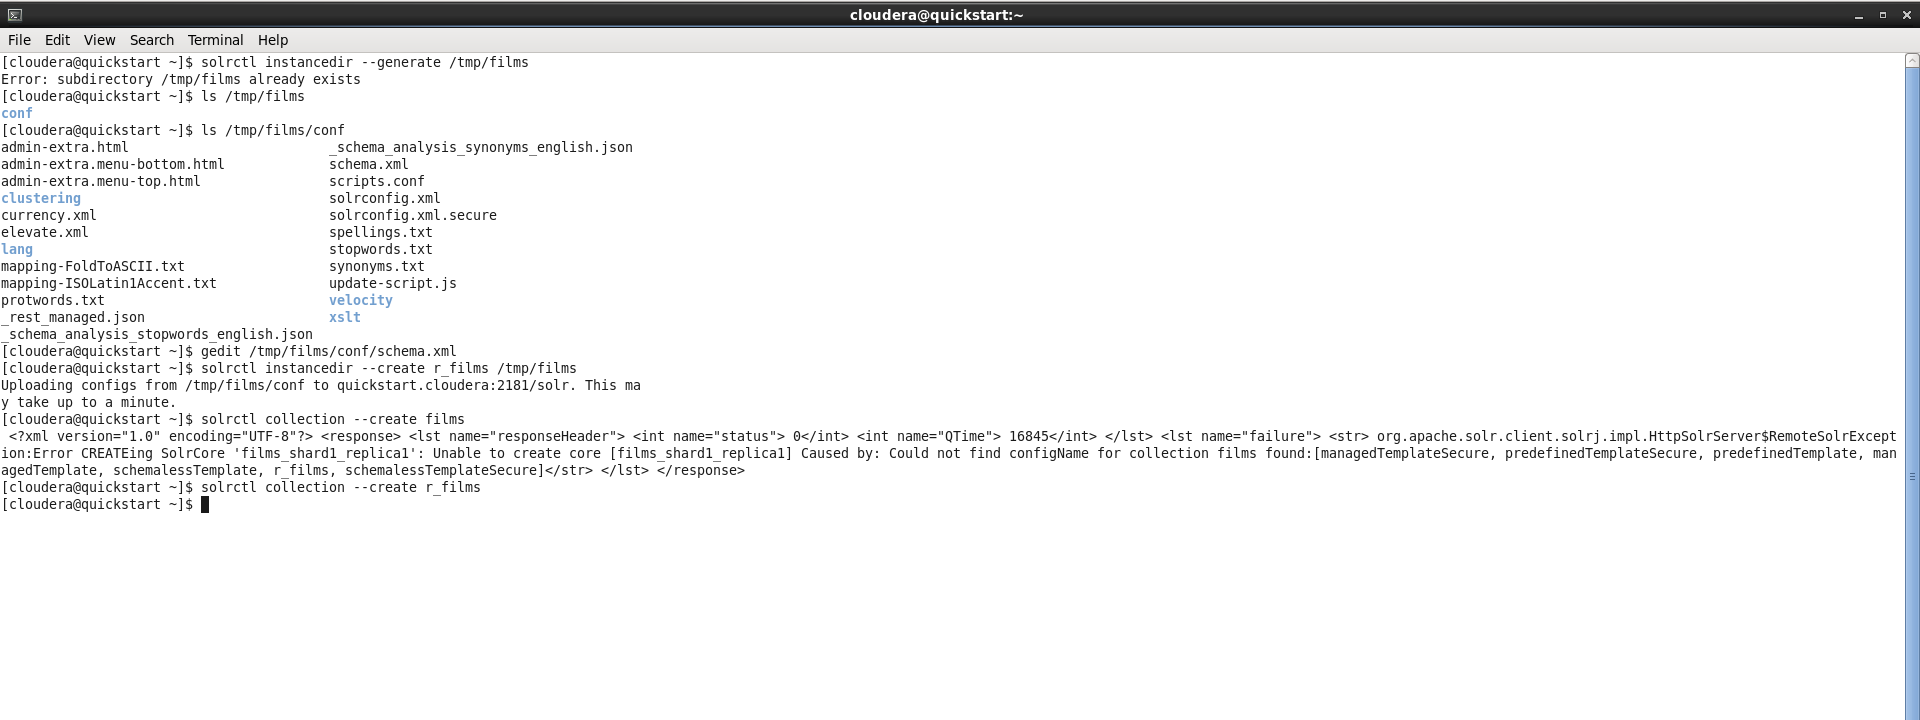 cloudera@quickstart:~
File Edit View Search Terminal Help
[cloudera@quickstart ~]$ solrctl instancedir --generate /tmp/films
Error: subdirectory /tmp/films already exists
[cloudera@quickstart ~]$ ls /tmp/films
conf
[cloudera@quickstart ~]$ ls /tmp/films/conf
admin-extra.html _schema_analysis_synonyms_english.json
admin-extra.menu-bottom.html schema.xml
admin-extra.menu-top.html scripts.conf
clustering solrconfig.xml
currency.xml solrconfig.xml.secure
elevate.xml spellings.txt
lang stopwords.txt
mapping-FoldToASCII.txt synonyms.txt
mapping-ISOLatin1Accent.txt update-script.js
protwords.txt velocity
_rest_managed.json xslt
_schema_analysis_stopwords_english.json
[cloudera@quickstart ~]$ gedit /tmp/films/conf/schema.xml
[cloudera@quickstart ~]$ solrctl instancedir --create r_films /tmp/films
Uploading configs from /tmp/films/conf to quickstart.cloudera:2181/solr. This ma
y take up to a minute.
[cloudera@quickstart ~]$ solrctl collection --create films
<?xml version="1.0" encoding="UTF-8"?> <response> <lst name="responseHeader"> <int name="status"> 0</int> <int name="QTime"> 16845</int> </lst> <lst name="failure"> <str> org.apache.solr.client.solrj.impl.HttpSolrServer$RemoteSolrExcept
ion:Error CREATEing SolrCore 'films_shard1_replica1': Unable to create core [films_shard1_replica1] Caused by: Could not find configName for collection films found:[managedTemplateSecure, predefinedTemplateSecure, predefinedTemplate, man
agedTemplate, schemalessTemplate, r_films, schemalessTemplateSecure]</str> </lst> </response>
[cloudera@quickstart ~]$ solrctl collection --create r_films
[cloudera@quickstart ~]$